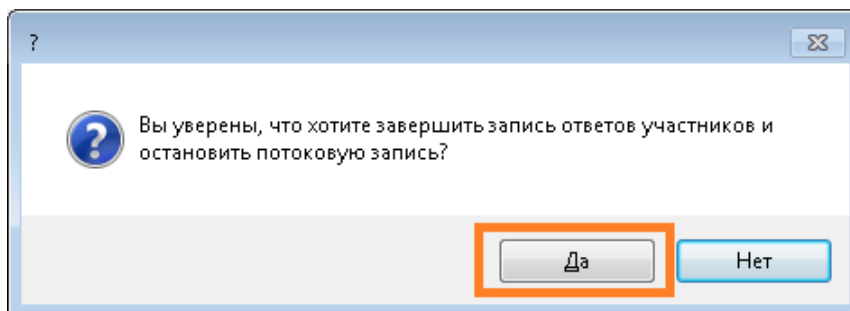 ?
Вы уверены, что хотите завершить запись ответов участников и
остановить потоковую запись?
Да
Нет